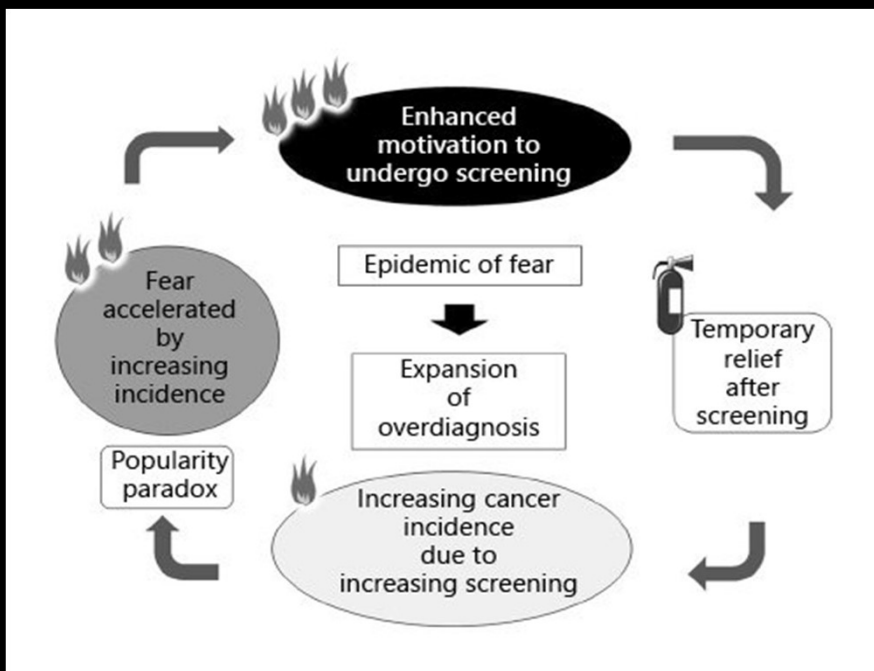 Enhanced
motivation to
undergo screening
Epidemic of fear
Fear
accelerated
by
increasing
incidence
Temporary
relief
after
screening
Expansion
of
overdiagnosis
Popularity
paradox
Increasing cancer
incidence
due to
increasing screening